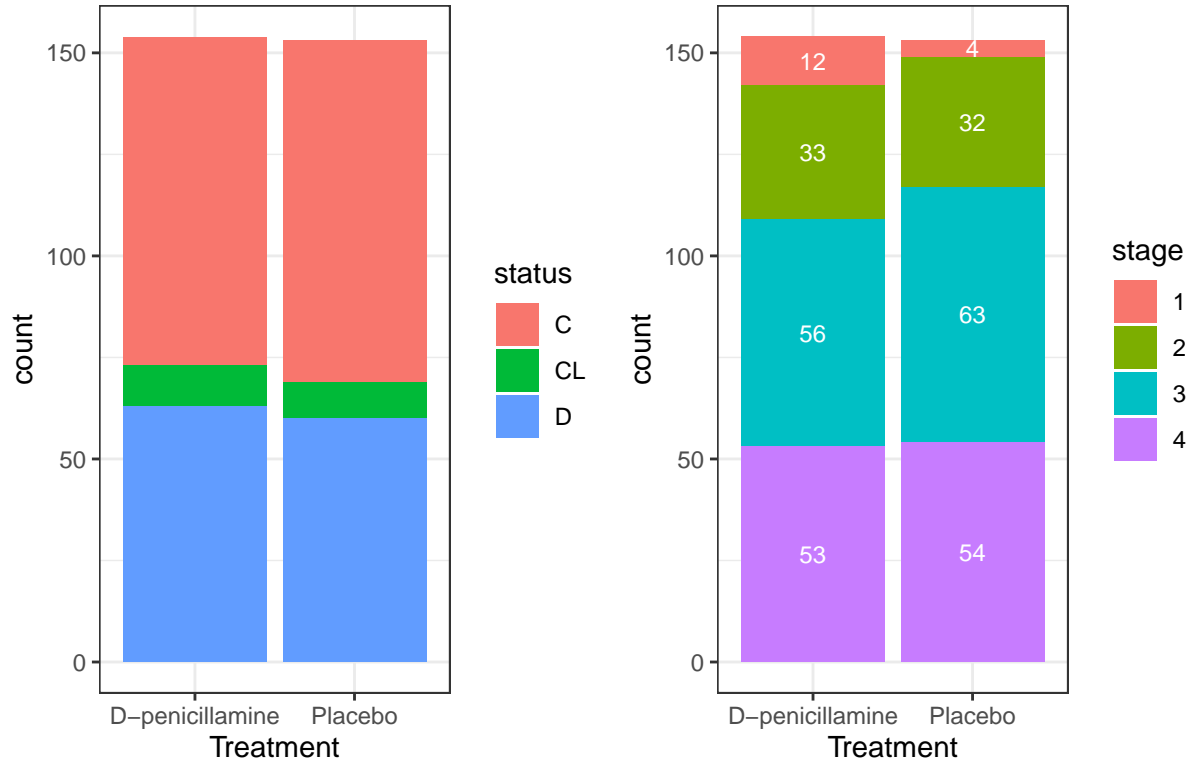 150
100
50
0
count
D−penicillamine Placebo
Treatment
status
C
CL
D
150
100
50
0
count
12
4
33
32
56
63
53
54
D−penicillamine Placebo
Treatment
stage
1
2
3
4